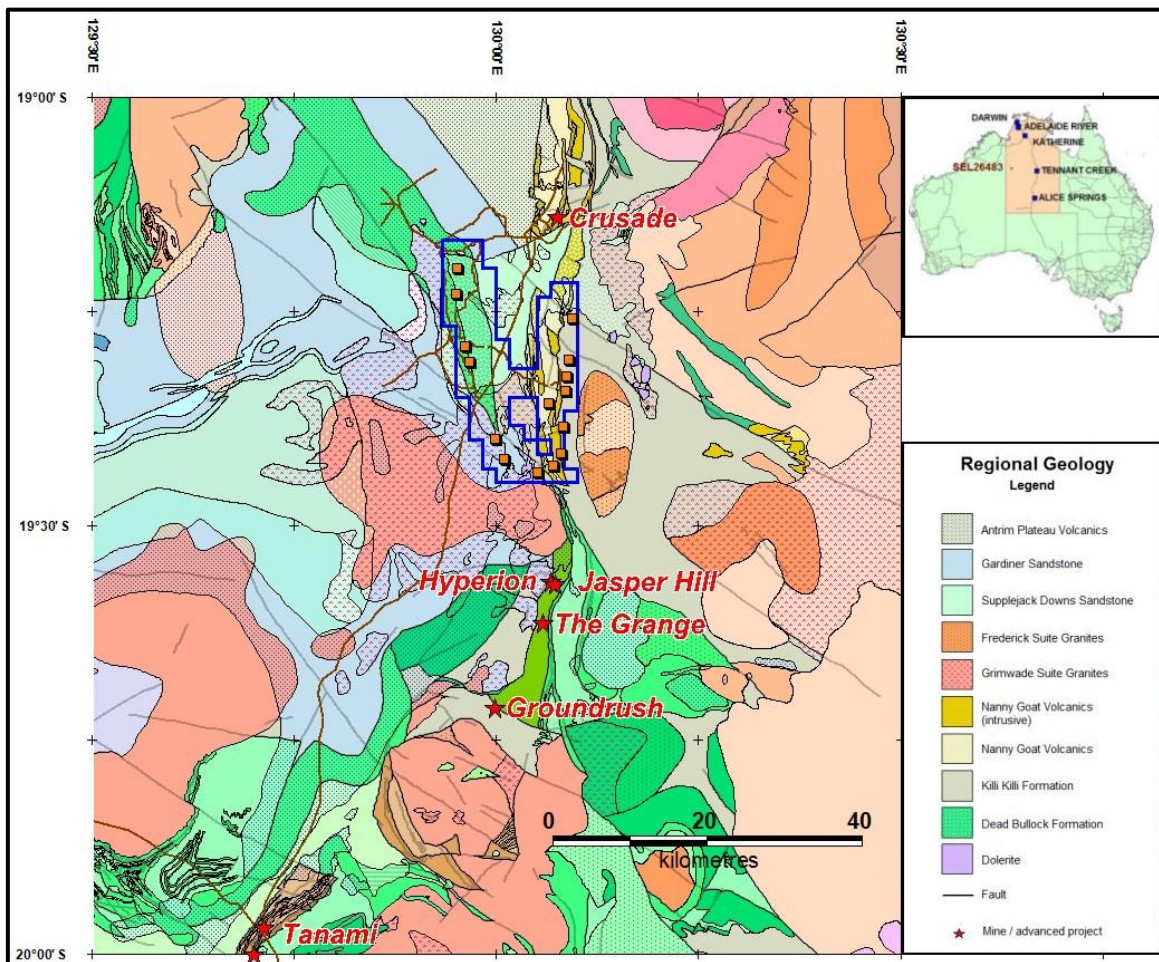 129°30' E
130°00' E
130°30' E
19°00' S
19°30' S
20°00' S
Crusade
Hyperion
Jasper Hill
The Grange
Groundrush
Tanami
0 20 40
kilometres
DARWIN
ADELAIDE RIVER
KATHERINE
SEL26483
TENNANT CREEK
ALICE SPRINGS
Regional Geology
Legend
Antrim Plateau Volcanics
Gardiner Sandstone
Supplejack Downs Sandstone
Frederick Suite Granites
Grimwade Suite Granites
Nanny Goat Volcanics
(intrusive)
Nanny Goat Volcanics
Killi Killi Formation
Dead Bullock Formation
Dolerite
Fault
Mine / advanced project